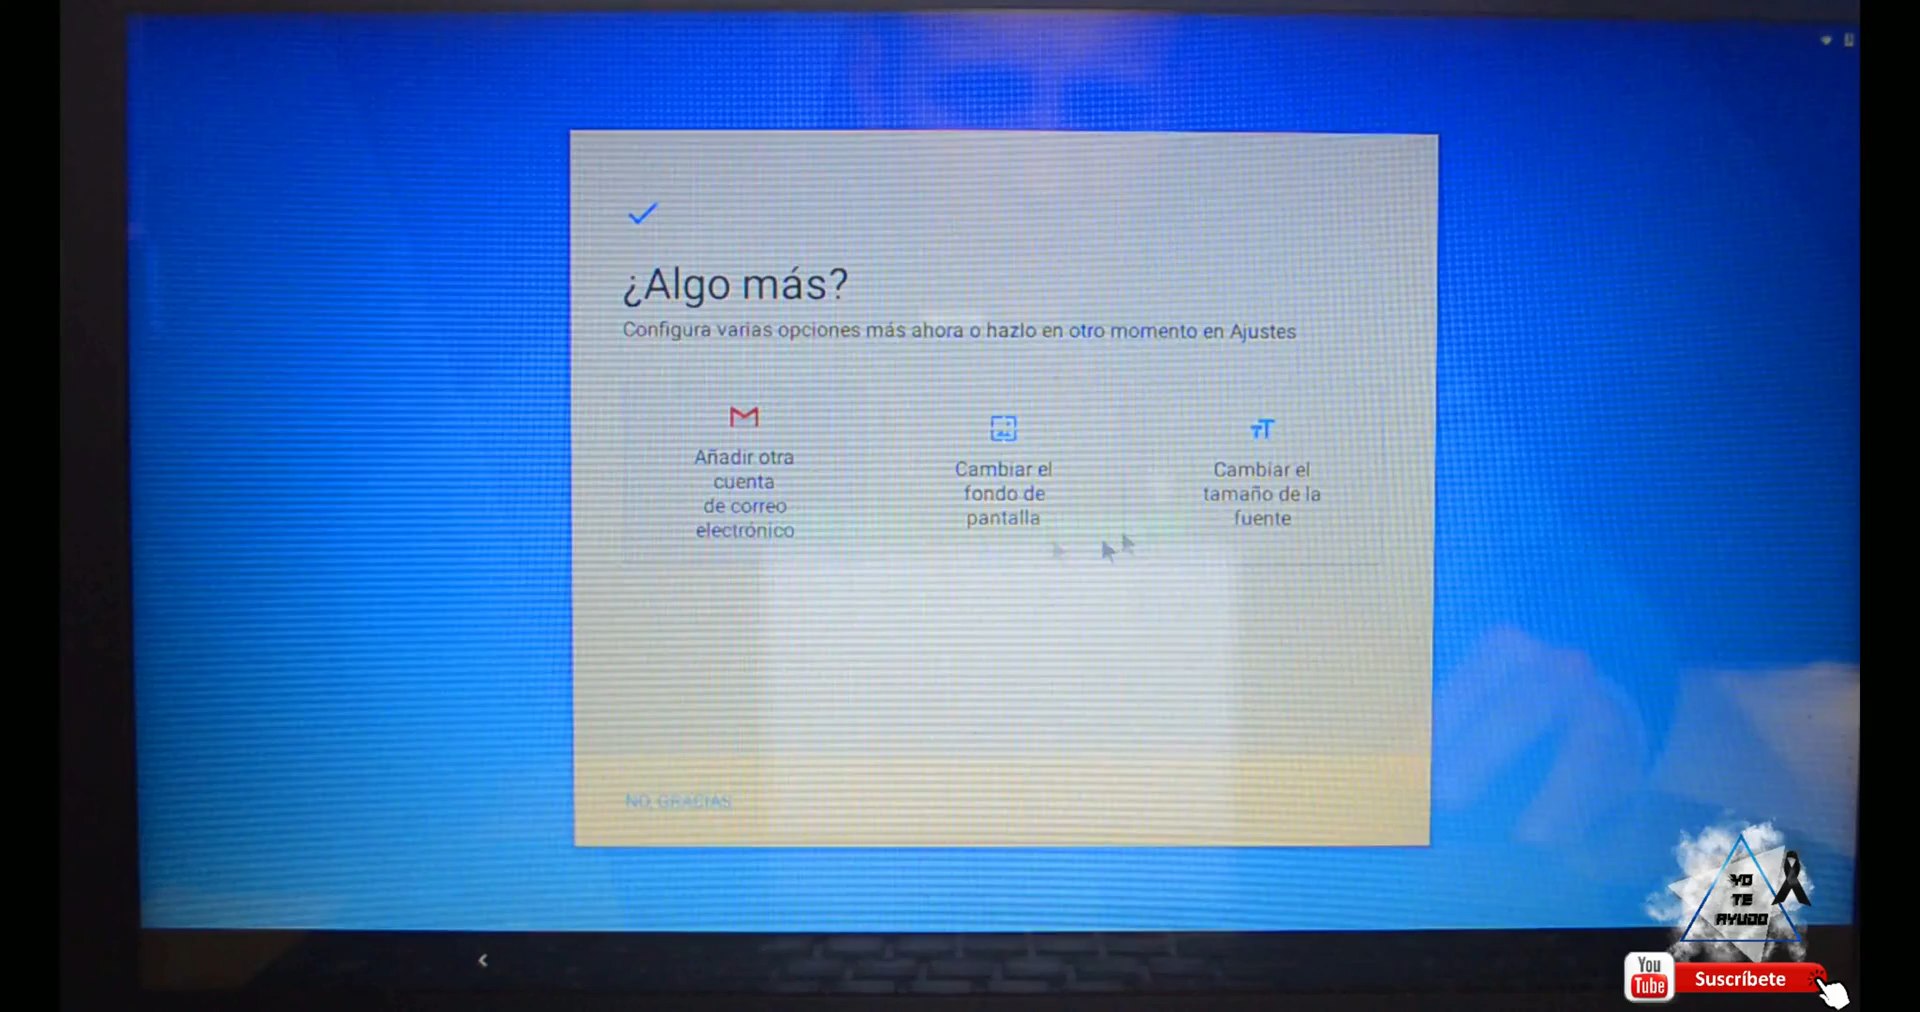 ¿Algo más?
Configura varias opciones más ahora o hazlo en otro momento en Ajustes
Añadir otra
cuenta
de correo
electrónico
Cambiar el
fondo de
pantalla
Cambiar el
tamaño de la
fuente
NO, GRACIAS
YO
TE
AYUDO
You
Tube
Suscríbete